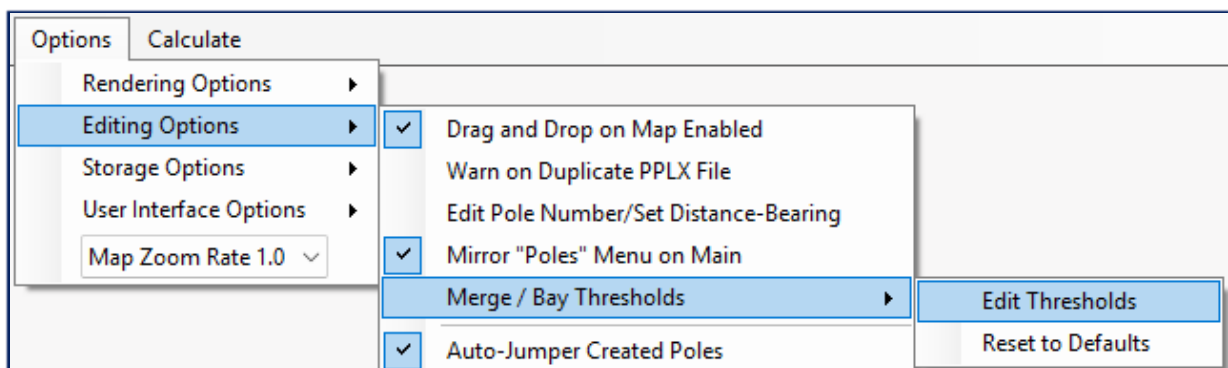 Options Calculate
Rendering Options
Editing Options
Storage Options
User Interface Options
Map Zoom Rate 1.0
Drag and Drop on Map Enabled
Warn on Duplicate PPLX File
Edit Pole Number/Set Distance-Bearing
Mirror "Poles" Menu on Main
Merge / Bay Thresholds
Auto-Jumper Created Poles
Edit Thresholds
Reset to Defaults